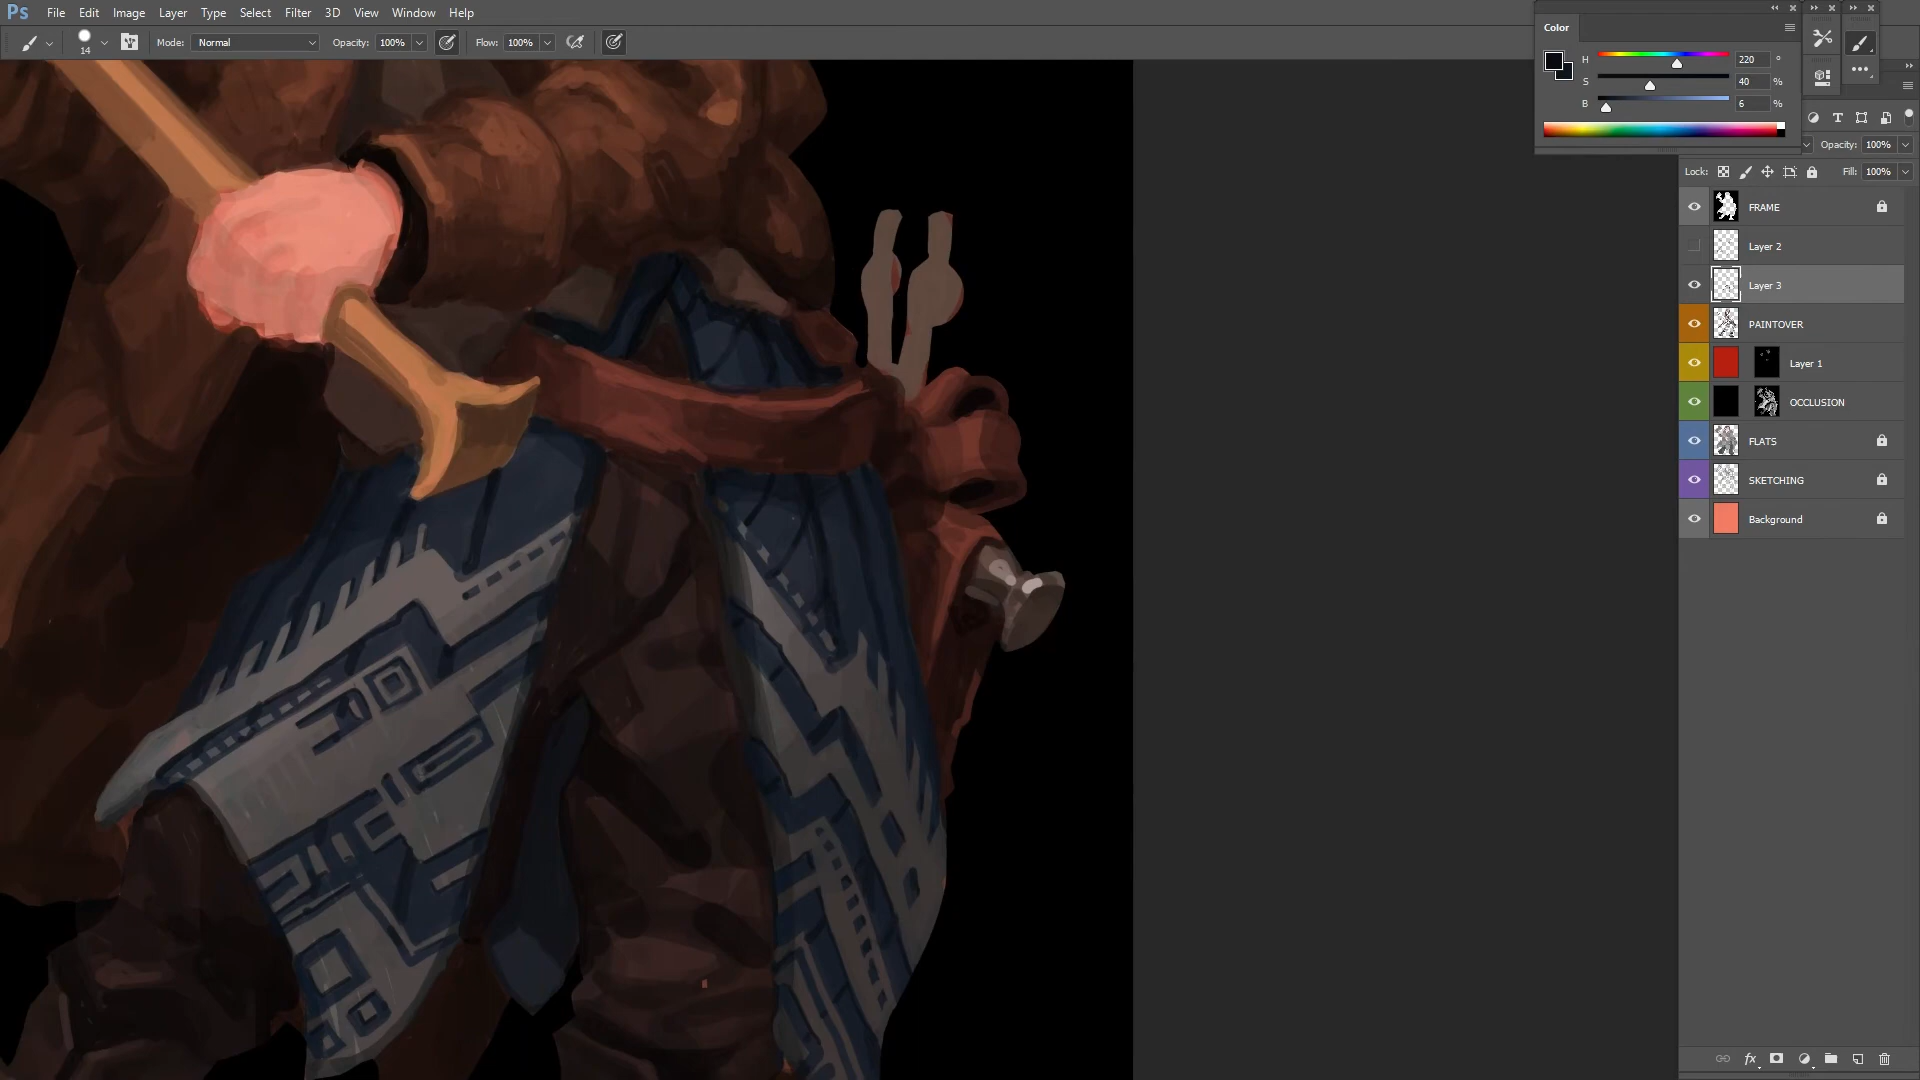 Ps File Edit Image Layer Type Select Filter 3D View Window Help
14 Mode: Normal Opacity: 100% Flow: 100%
Color
H 220 °
S 40 %
B 6 %
Opacity: 100%
Lock: Fill: 100%
FRAME
Layer 2
Layer 3
PAINTOVER
Layer 1
OCCLUSION
FLATS
SKETCHING
Background
fx